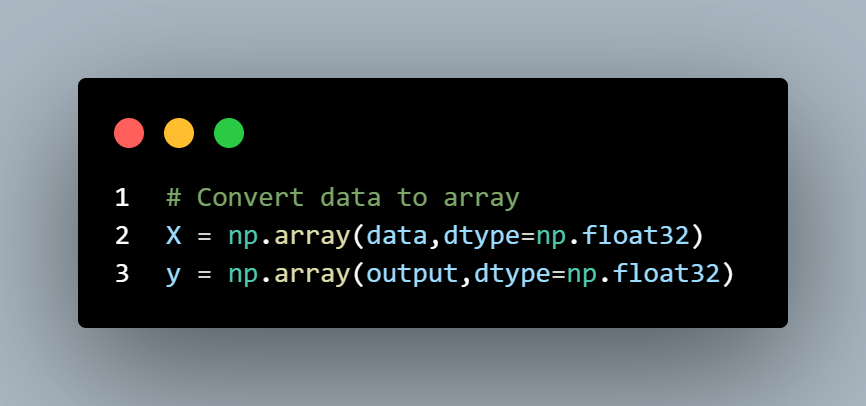 1 # Convert data to array
2 X = np.array(data,dtype=np.float32)
3 y = np.array(output,dtype=np.float32)